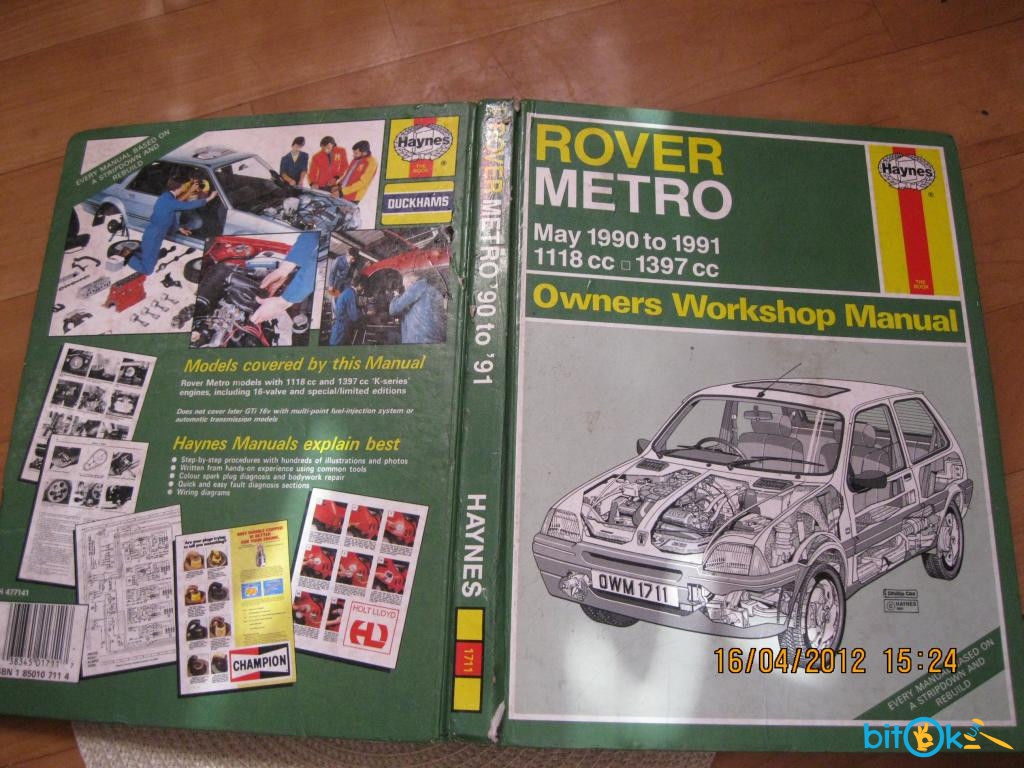 EVERY MANUAL BASED ON
A STRIPDOWN AND
REBUILD
Haynes
®
THE
BOOK
DUCKHAMS
Models covered by this Manual
Rover Metro models with 1118 cc and 1397 cc 'K-series'
engines, including 16-valve and special/limited editions
Does not cover later GTi 16v with multi-point fuel-injection system or
automatic transmission models
Haynes Manuals explain best
● Step-by-step procedures with hundreds of illustrations and photos
● Written from hands-on experience using common tools
● Colour spark plug diagnosis and bodywork repair
● Quick and easy fault diagnosis sections
● Wiring diagrams
CHAMPION
HOLT LLOYD
ISBN 1 85010 711 4
ROVER METRO '90 to '91
HAYNES
1711
ROVER
METRO
May 1990 to 1991
1118 cc □ 1397 cc
Haynes
®
THE
BOOK
Owners Workshop Manual
OWM 1711
© HAYNES
EVERY MANUAL BASED ON
A STRIPDOWN AND
REBUILD
16/04/2012 15:24
bitok